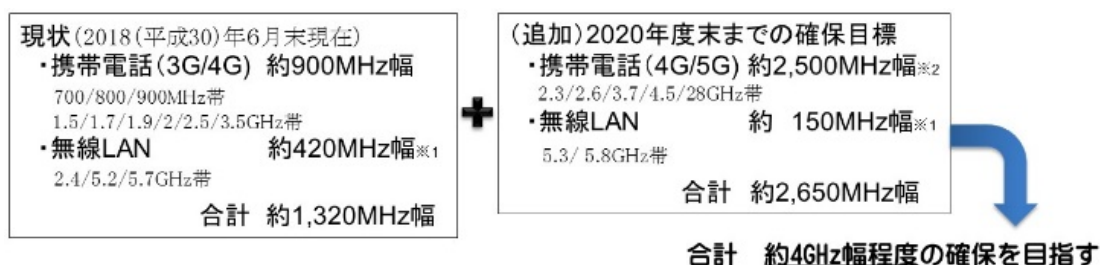 現状(2018(平成30)年6月末現在)
・携帯電話(3G/4G) 約900MHz幅
700/800/900MHz帯
1.5/1.7/1.9/2/2.5/3.5GHz帯
・無線LAN 約420MHz幅※1
2.4/5.2/5.7GHz帯
合計 約1,320MHz幅
(追加)2020年度末までの確保目標
・携帯電話(4G/5G) 約2,500MHz幅※2
2.3/2.6/3.7/4.5/28GHz帯
・無線LAN 約 150MHz幅※1
5.3/ 5.8GHz帯
合計 約2,650MHz幅
合計 約4GHz幅程度の確保を目指す